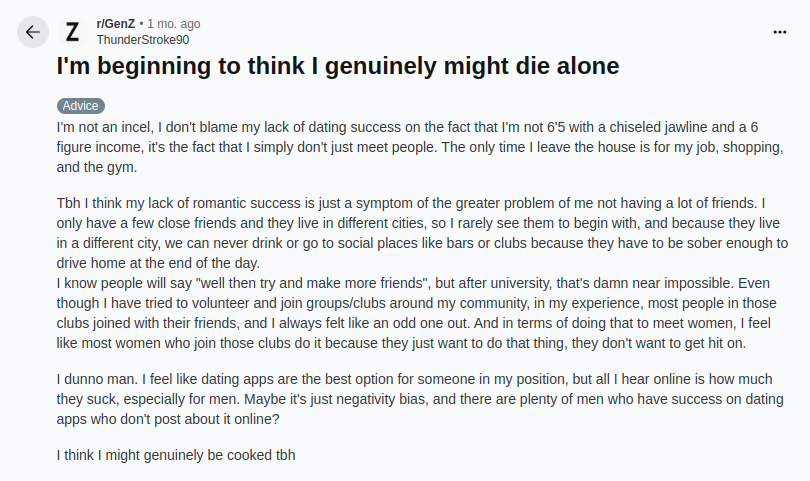 r/GenZ • 1 mo. ago
ThunderStroke90
I'm beginning to think I genuinely might die alone
Advice
I'm not an incel, I don't blame my lack of dating success on the fact that I'm not 6'5 with a chiseled jawline and a 6
figure income, it's the fact that I simply don't just meet people. The only time I leave the house is for my job, shopping,
and the gym.
Tbh I think my lack of romantic success is just a symptom of the greater problem of me not having a lot of friends. I
only have a few close friends and they live in different cities, so I rarely see them to begin with, and because they live
in a different city, we can never drink or go to social places like bars or clubs because they have to be sober enough to
drive home at the end of the day.
I know people will say "well then try and make more friends", but after university, that's damn near impossible. Even
though I have tried to volunteer and join groups/clubs around my community, in my experience, most people in those
clubs joined with their friends, and I always felt like an odd one out. And in terms of doing that to meet women, I feel
like most women who join those clubs do it because they just want to do that thing, they don't want to get hit on.
I dunno man. I feel like dating apps are the best option for someone in my position, but all I hear online is how much
they suck, especially for men. Maybe it's just negativity bias, and there are plenty of men who have success on dating
apps who don't post about it online?
I think I might genuinely be cooked tbh